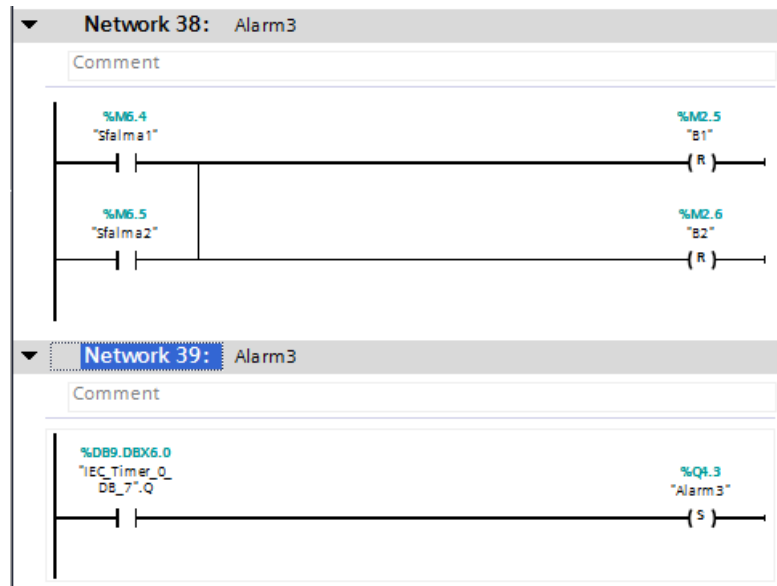 Network 38: Alarm3
Comment
%M6.4
"Sfalma1"
%M2.5
"B1"
R
%M6.5
"Sfalma2"
%M2.6
"B2"
R
Network 39: Alarm3
Comment
%DB9.DBX6.0
"IEC_Timer_0_
DB_7".Q
%Q4.3
"Alarm3"
S